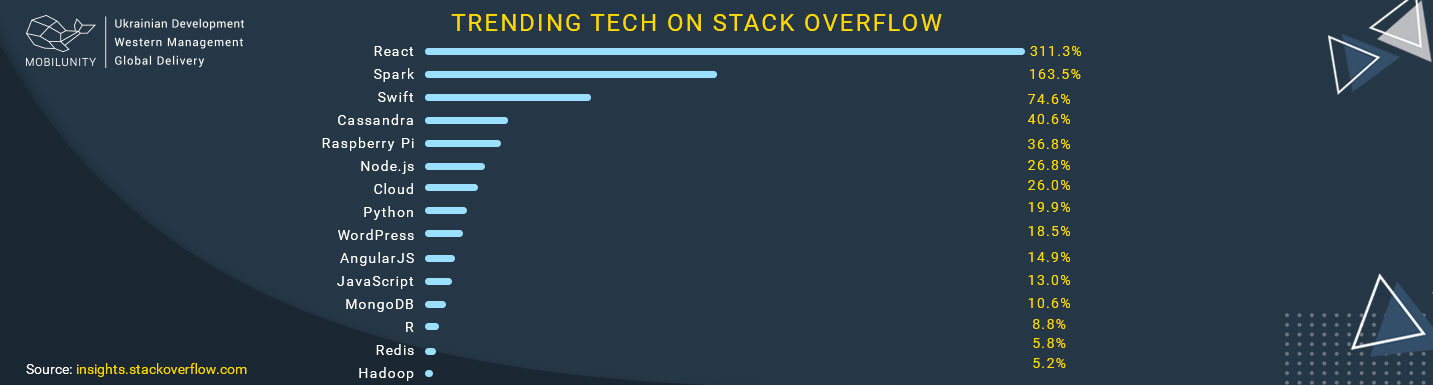 MOBILUNITY
Ukrainian Development
Western Management
Global Delivery
TRENDING TECH ON STACK OVERFLOW
React 311.3%
Spark 163.5%
Swift 74.6%
Cassandra 40.6%
Raspberry Pi 36.8%
Node.js 26.8%
Cloud 26.0%
Python 19.9%
WordPress 18.5%
AngularJS 14.9%
JavaScript 13.0%
MongoDB 10.6%
R 8.8%
Redis 5.8%
Hadoop 5.2%
Source: insights.stackoverflow.com